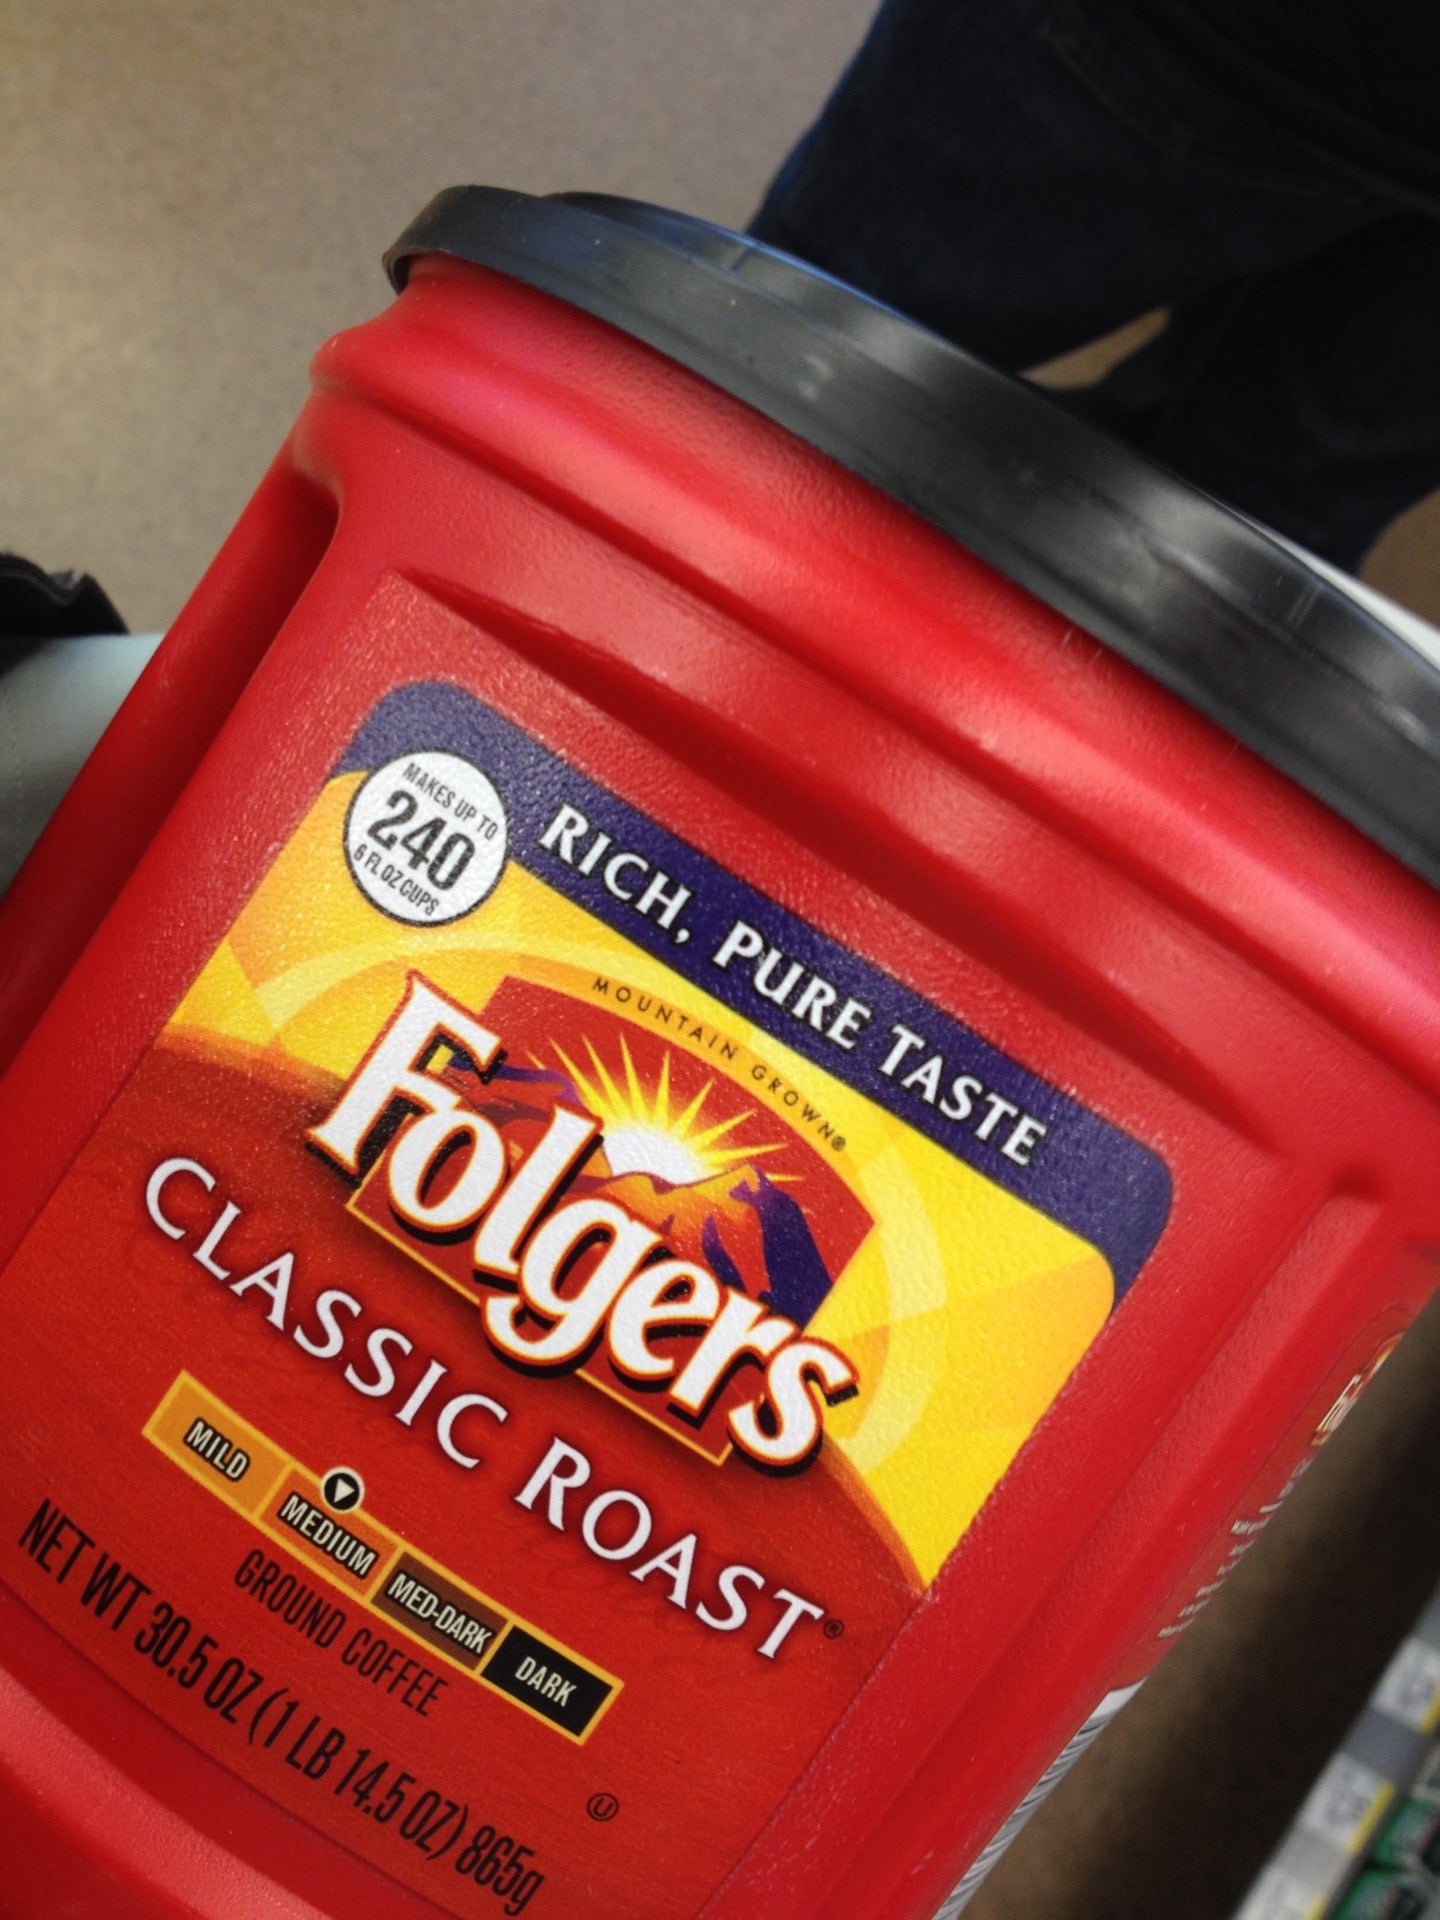 MAKES UP TO
240
6 FL OZ CUPS
RICH, PURE TASTE
MOUNTAIN GROWN®
Folgers
CLASSIC ROAST®
MILD
MEDIUM
MED-DARK
DARK
GROUND COFFEE
NET WT 30.5 OZ (1 LB 14.5 OZ) 865g
U